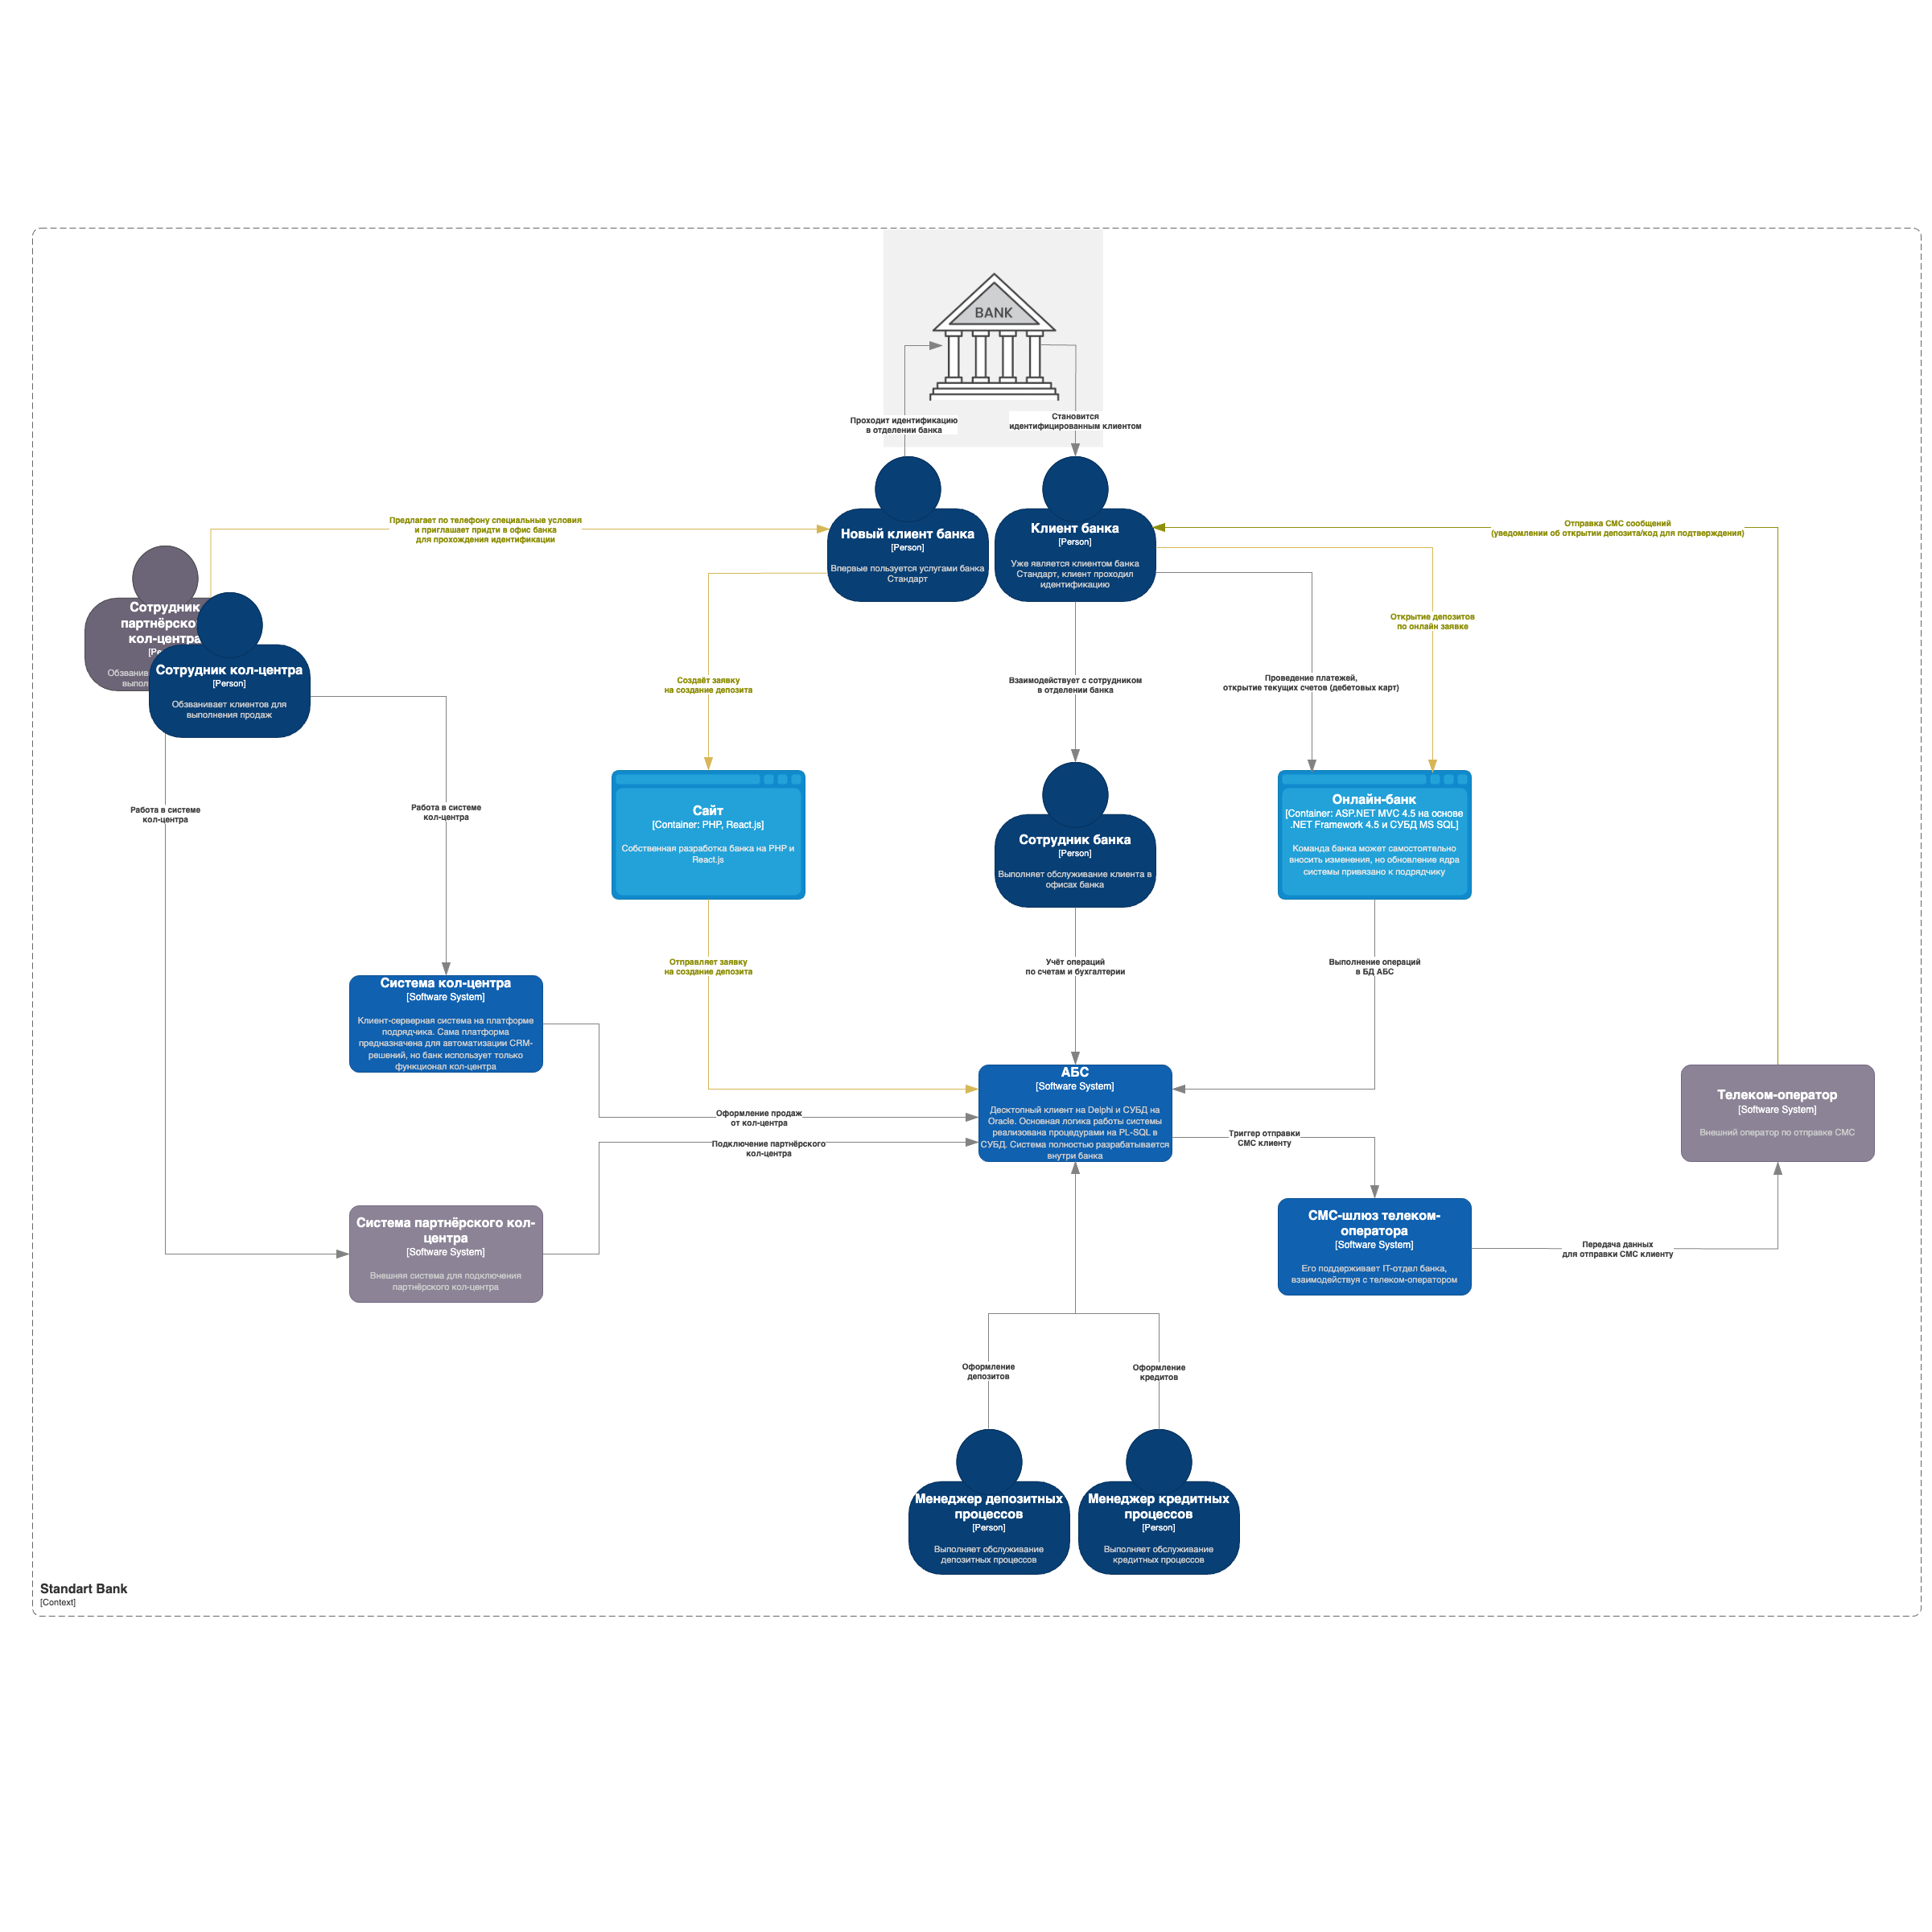 BANK
Проходит идентификацию
в отделении банка
Становится
идентифицированным клиентом
Предлагает по телефону специальные условия
и приглашает придти в офис банка
для прохождения идентификации
Новый клиент банка
[Person]
Впервые пользуется услугами банка
Стандарт
Клиент банка
[Person]
Уже является клиентом банка
Стандарт, клиент проходил
идентификацию
Отправка СМС сообщений
(уведомлении об открытии депозита/код для подтверждения)
Сотрудник
партнёрско
кол-центра
Обзванив
выпол
Сотрудник кол-центра
[Person]
Обзванивает клиентов для
выполнения продаж
Открытие депозитов
по онлайн заявке
Создаёт заявку
на создание депозита
Взаимодействует с сотрудником
в отделении банка
Проведение платежей,
открытие текущих счетов (дебетовых карт)
Работа в системе
кол-центра
Работа в системе
кол-центра
Сайт
[Container: PHP, React.js]
Собственная разработка банка на PHP и
React.js
Сотрудник банка
[Person]
Выполняет обслуживание клиента в
офисах банка
Онлайн-банк
[Container: ASP.NET MVC 4.5 на основе
.NET Framework 4.5 и СУБД MS SQL]
Команда банка может самостоятельно
вносить изменения, но обновление ядра
системы привязано к подрядчику
Отправляет заявку
на создание депозита
Учёт операций
по счетам и бухгалтерии
Выполнение операций
в БД АБС
Система кол-центра
[Software System]
Клиент-серверная система на платформе
подрядчика. Сама платформа
предназначена для автоматизации CRM-
решений, но банк использует только
функционал кол-центра
Оформление продаж
от кол-центра
Подключение партнёрского
кол-центра
АБС
[Software System]
Десктопный клиент на Delphi и СУБД на
Oracle. Основная логика работы системы
реализована процедурами на PL-SQL в
СУБД. Система полностью разрабатывается
внутри банка
Триггер отправки
СМС клиенту
Телеком-оператор
[Software System]
Внешний оператор по отправке СМС
Система партнёрского кол-
центра
[Software System]
Внешняя система для подключения
партнёрского кол-центра
СМС-шлюз телеком-
оператора
[Software System]
Его поддерживает IT-отдел банка,
взаимодействуя с телеком-оператором
Передача данных
для отправки СМС клиенту
Оформление
депозитов
Оформление
кредитов
Менеджер депозитных
процессов
[Person]
Выполняет обслуживание
депозитных процессов
Менеджер кредитных
процессов
[Person]
Выполняет обслуживание
кредитных процессов
Standart Bank
[Context]